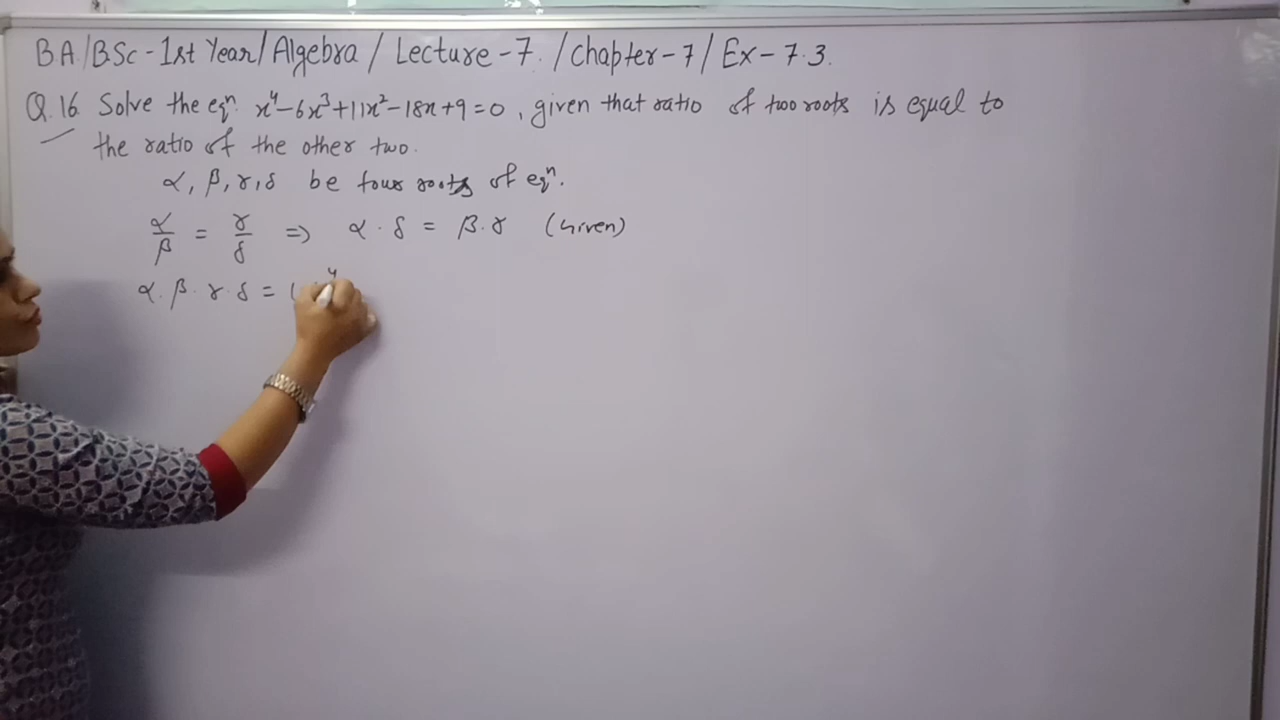 BA/BSc - 1st Year/ Algebra / Lecture - 7. / Chapter - 7 / Ex - 7.3.
Q.16 Solve the eqⁿ. x⁴-6x³+11x²-18x+9=0, given that ratio of two roots is equal to
the ratio of the other two.
α, β, γ, δ be four roots of eqⁿ.
α/β = γ/δ => α . δ = β . γ (Given)
α . β . γ . δ = ( ⁴